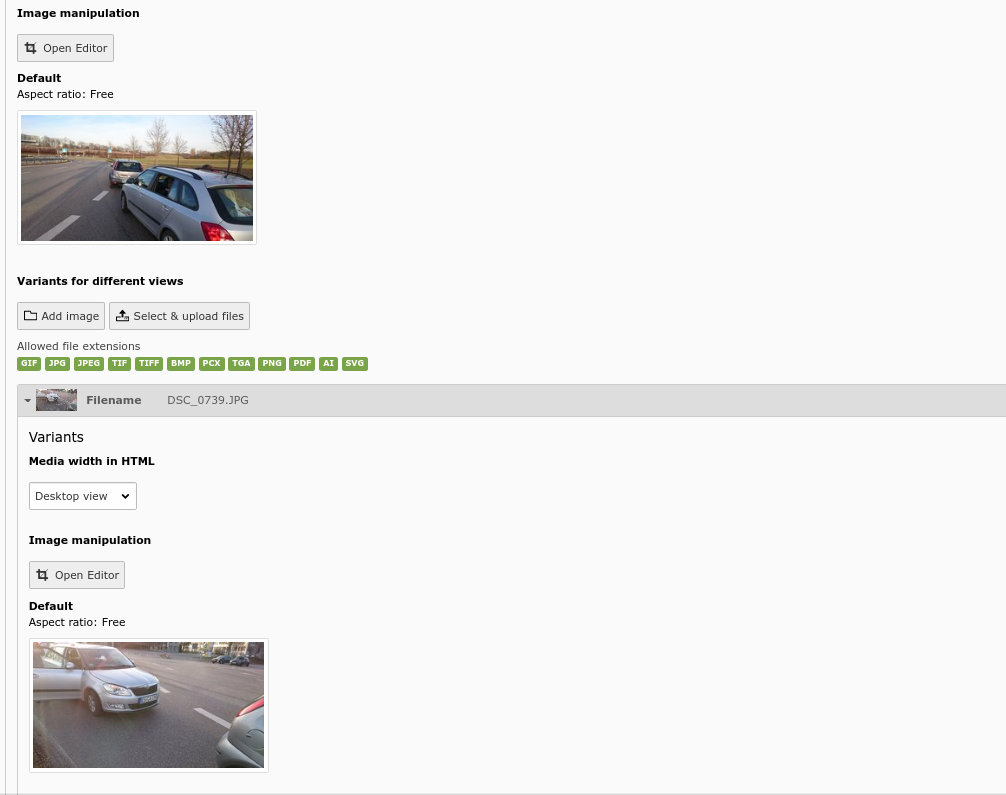 Image manipulation
Open Editor
Default
Aspect ratio: Free
Variants for different views
Add image Select & upload files
Allowed file extensions
GIF JPG JPEG TIF TIFF BMP PCX TGA PNG PDF AI SVG
Filename DSC_0739.JPG
Variants
Media width in HTML
Desktop view
Image manipulation
Open Editor
Default
Aspect ratio: Free